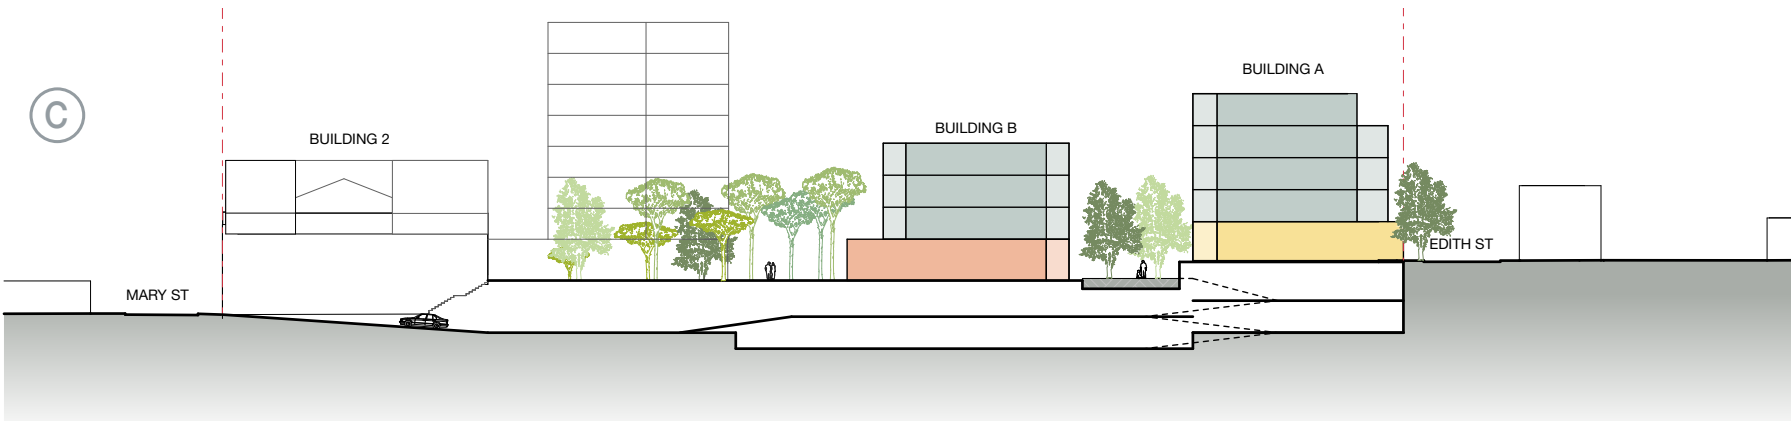 C
BUILDING 2
BUILDING B
BUILDING A
MARY ST
EDITH ST